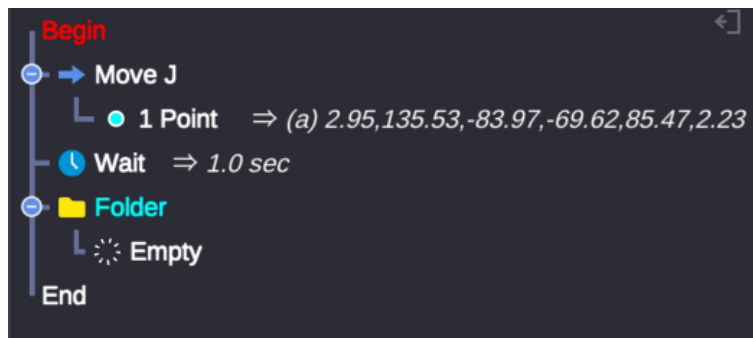 Begin
Move J
1 Point ⇒ (a) 2.95,135.53,-83.97,-69.62,85.47,2.23
Wait ⇒ 1.0 sec
Folder
Empty
End